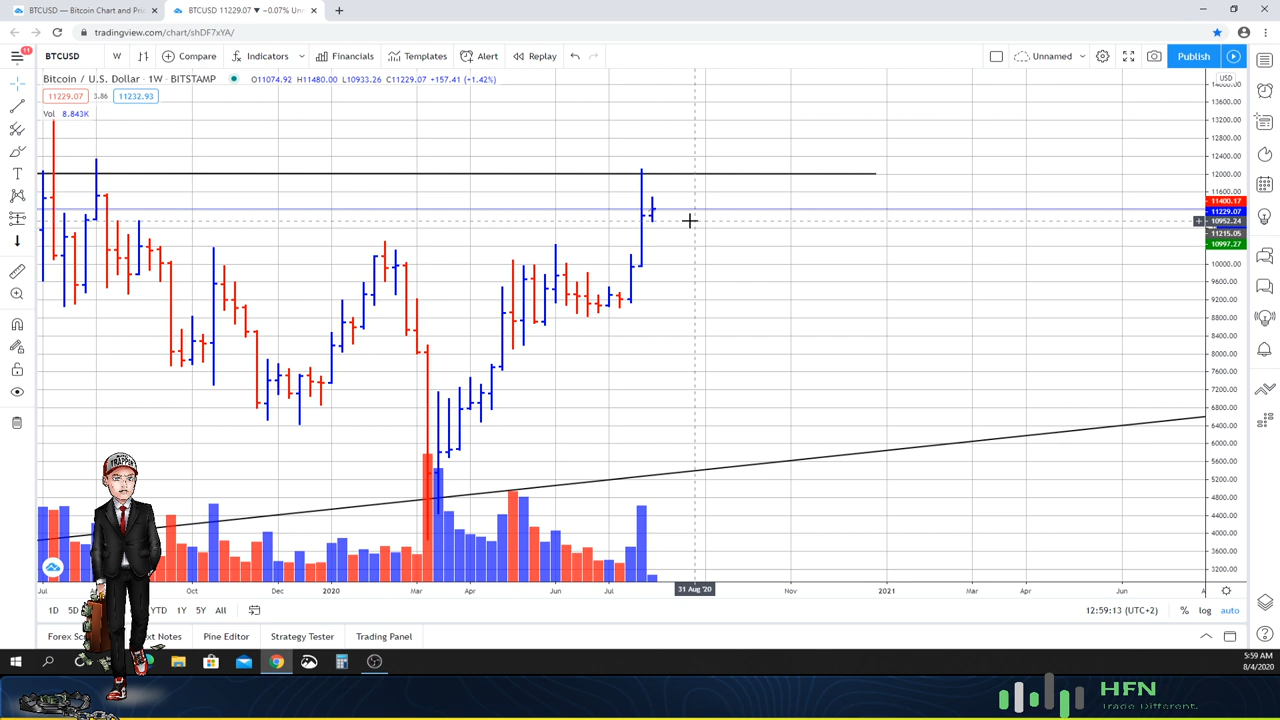 BTCUSD — Bitcoin Chart and Pri
BTCUSD 11229.07 ▼ −0.07% Un
tradingview.com/chart/shDF7xYA/
11
BTCUSD
W
Compare
Indicators
Financials
Templates
Alert
Replay
Unnamed
Publish
Bitcoin / U.S. Dollar · 1W · BITSTAMP
O11074.92 H11480.00 L10933.26 C11229.07 +157.41 (+1.42%)
USD
11229.07
3.86
11232.93
Vol 8.843K
14000.00
13600.00
13200.00
12800.00
12400.00
12000.00
11600.00
11400.17
11229.07
10952.24
11215.05
10997.27
10000.00
9600.00
9200.00
8800.00
8400.00
8000.00
7600.00
7200.00
6800.00
6400.00
6000.00
5600.00
5200.00
4800.00
4400.00
4000.00
3600.00
3200.00
TRAPPER
Jul
Oct
Dec
2020
Apr
Jun
Jul
31 Aug '20
Nov
2021
Mar
Apr
Jun
1D
5D
YTD
1Y
5Y
All
12:59:13 (UTC+2)
%
log
auto
Forex Sc
xt Notes
Pine Editor
Strategy Tester
Trading Panel
5:59 AM
8/4/2020
HFN
Trade Different.